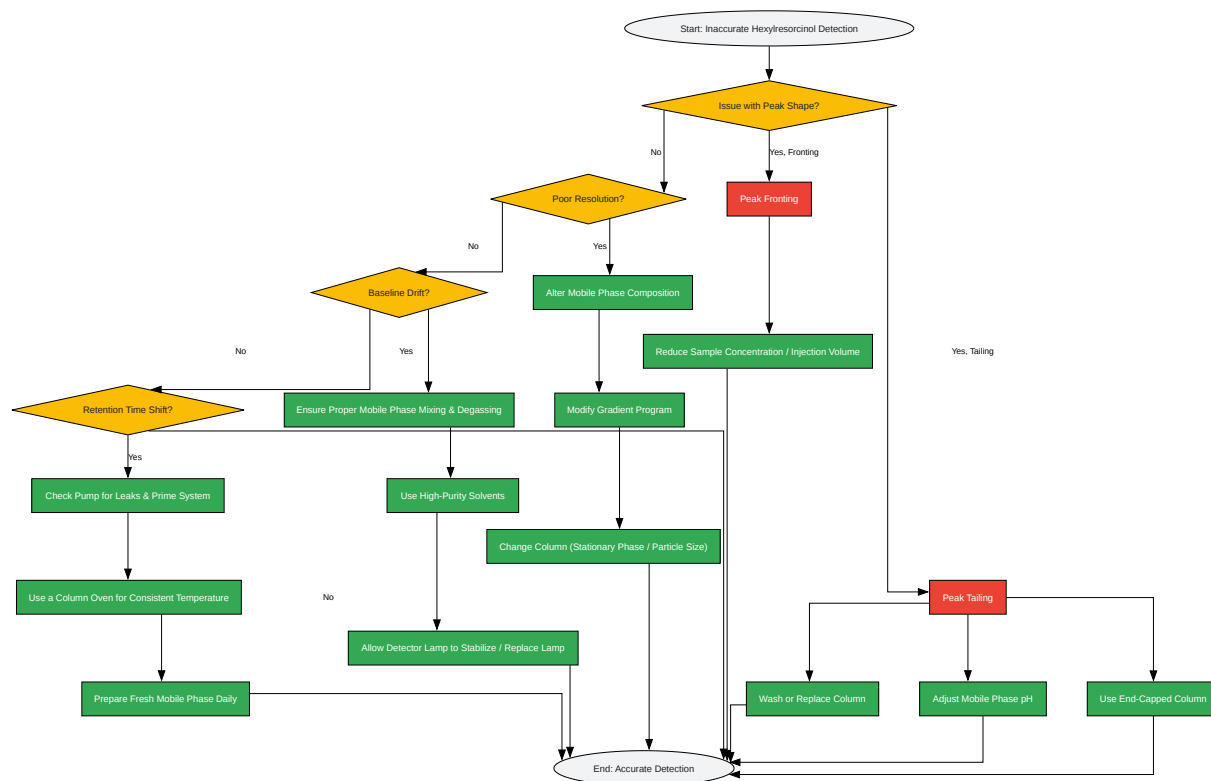 Start: Inaccurate Hexylresorcinol Detection
Issue with Peak Shape?
No
Yes, Fronting
Poor Resolution?
Peak Fronting
No
Yes
Baseline Drift?
Alter Mobile Phase Composition
No
Yes
Reduce Sample Concentration / Injection Volume
Yes, Tailing
Retention Time Shift?
Ensure Proper Mobile Phase Mixing & Degassing
Modify Gradient Program
Yes
Check Pump for Leaks & Prime System
Use High-Purity Solvents
Change Column (Stationary Phase / Particle Size)
Use a Column Oven for Consistent Temperature
No
Peak Tailing
Allow Detector Lamp to Stabilize / Replace Lamp
Prepare Fresh Mobile Phase Daily
Wash or Replace Column
Adjust Mobile Phase pH
Use End-Capped Column
End: Accurate Detection